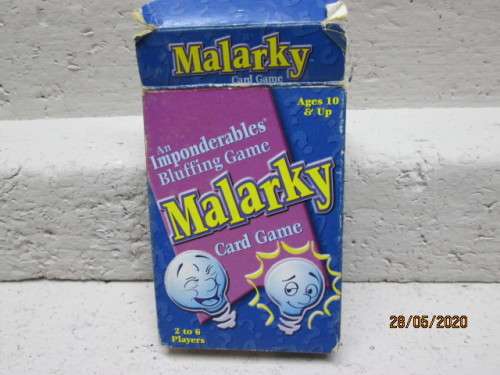 Malarky
Card Game
Ages 10
& Up
An
Imponderables®
Bluffing Game
Malarky
Card Game
2 to 6
Players
28/05/2020